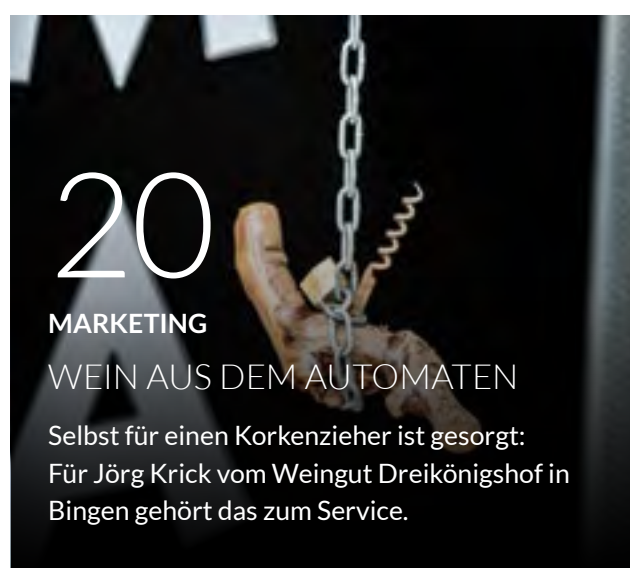 20
MARKETING
WEIN AUS DEM AUTOMATEN
Selbst für einen Korkenzieher ist gesorgt:
Für Jörg Krick vom Weingut Dreikönigshof in
Bingen gehört das zum Service.